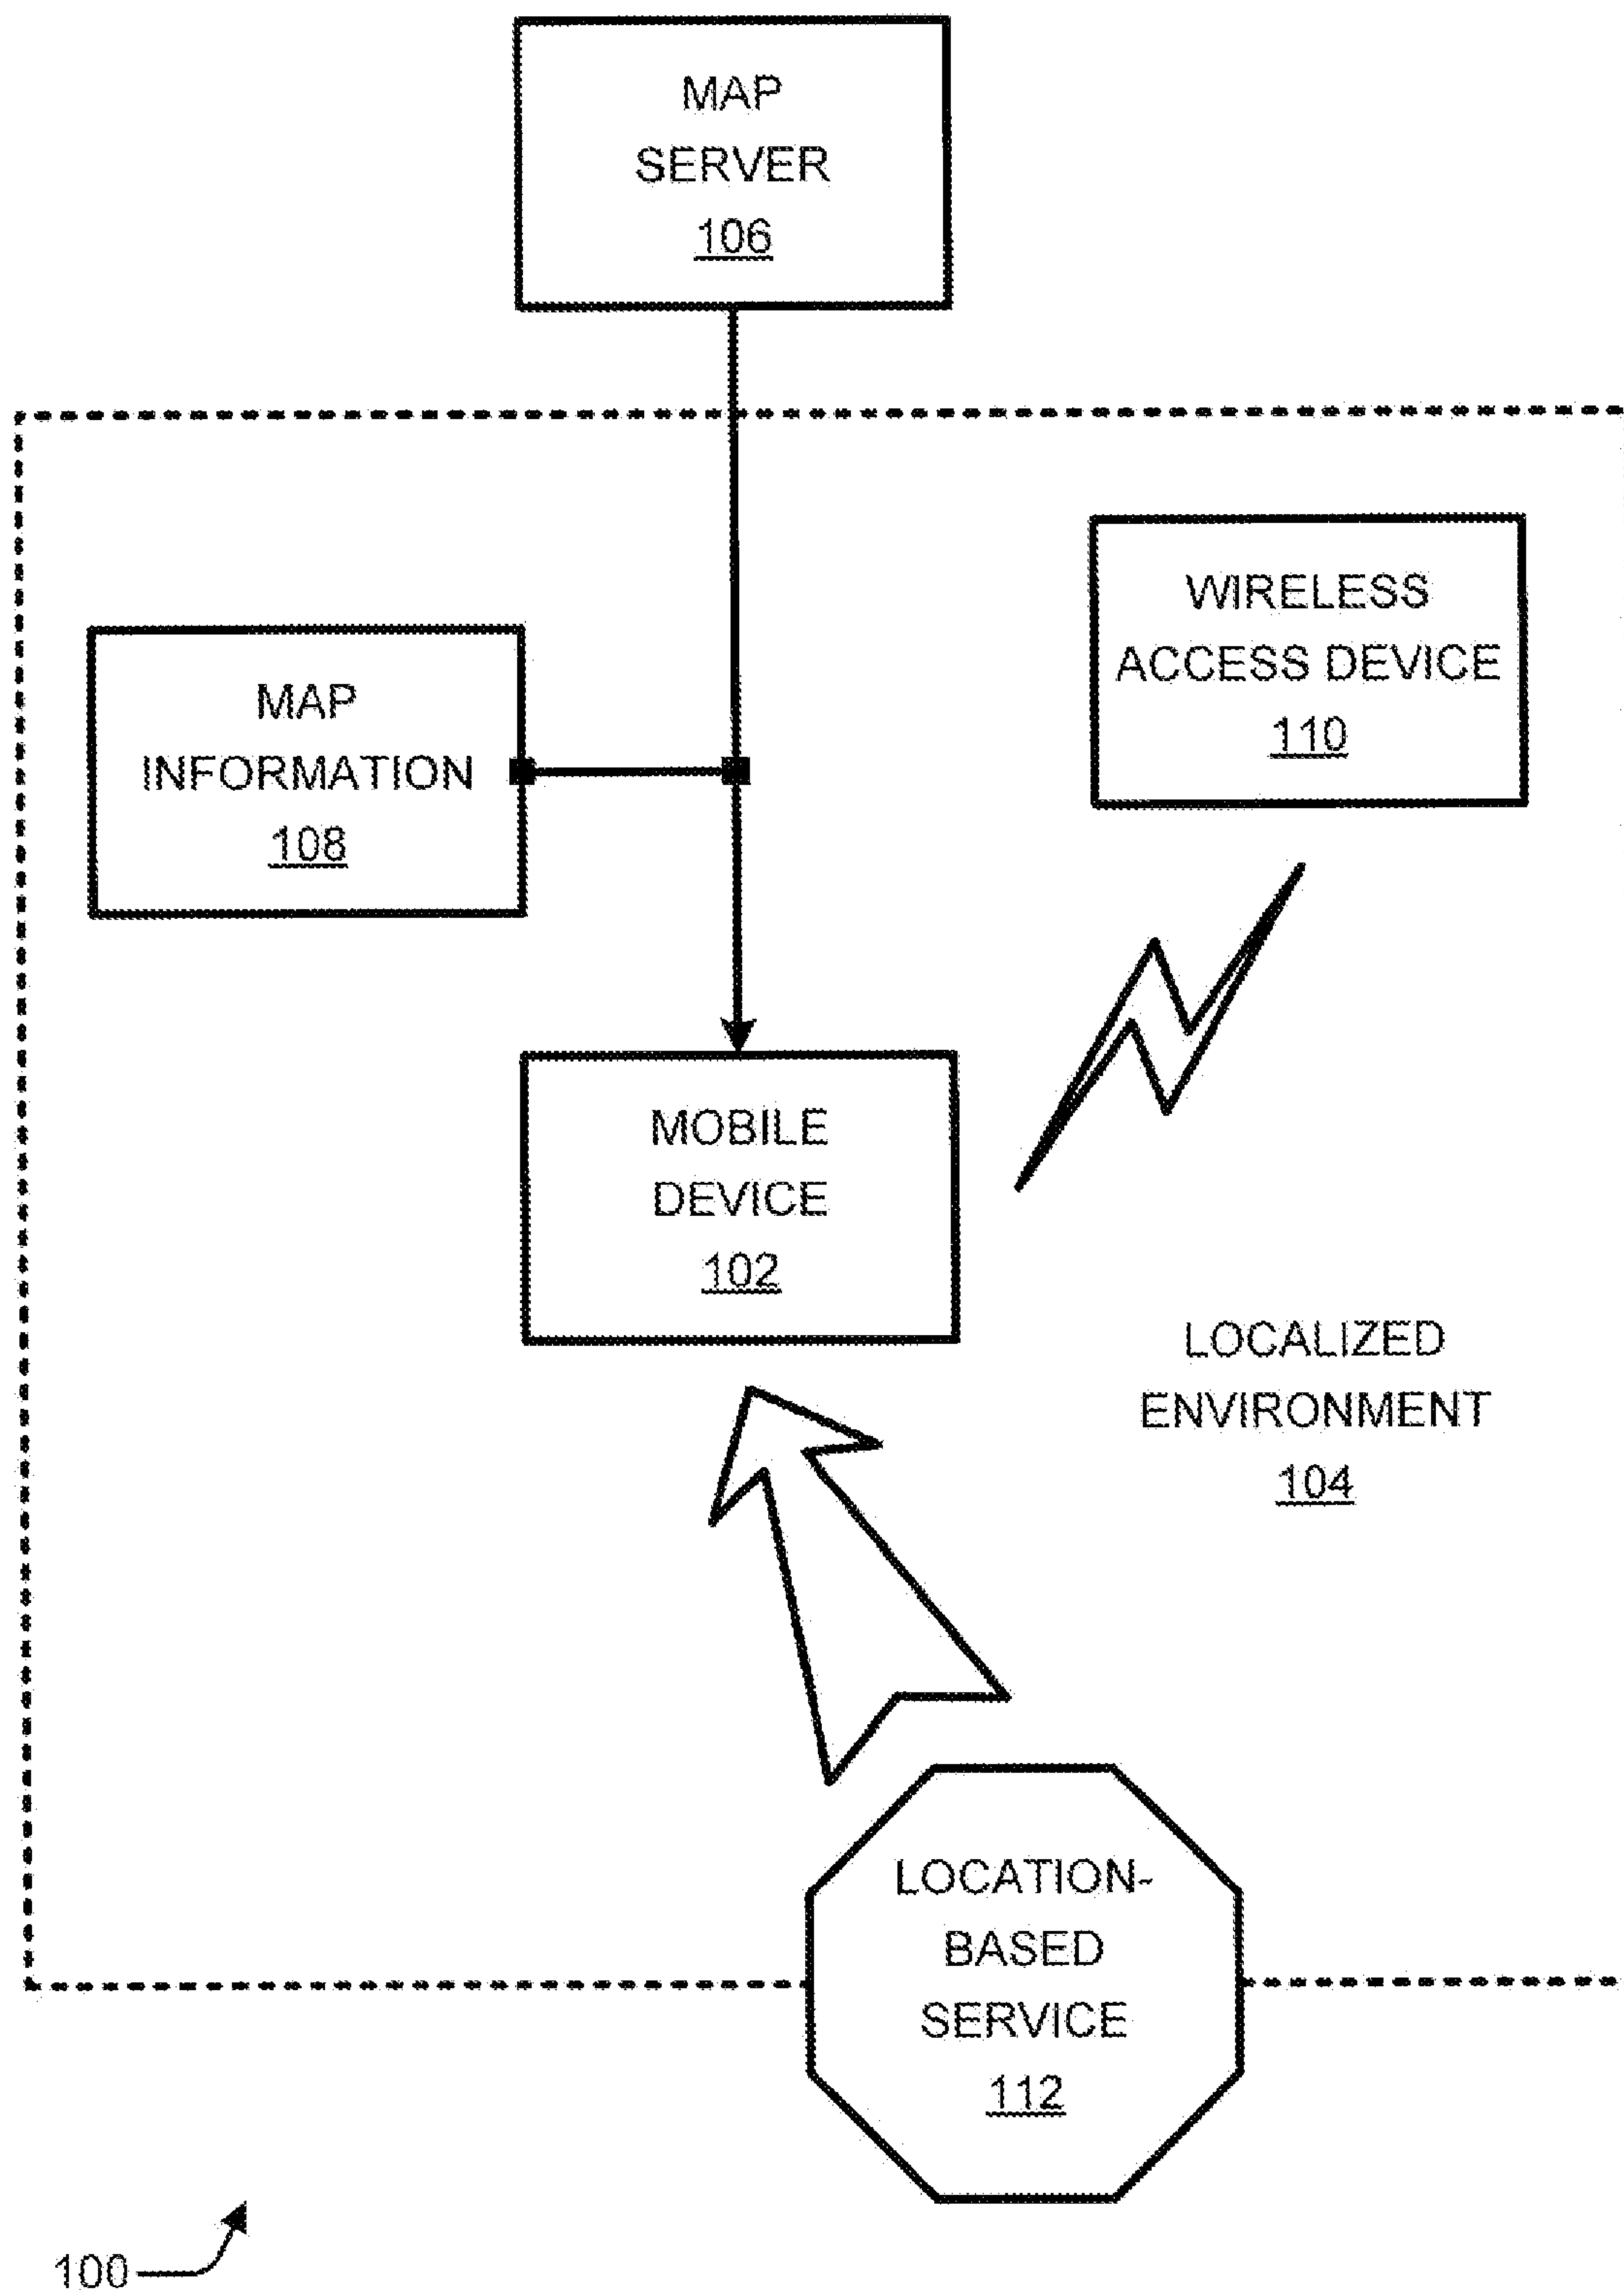 MAP
SERVER
106
WIRELESS
ACCESS DEVICE
110
MAP
INFORMATION
108
MOBILE
DEVICE
102
LOCALIZED
ENVIRONMENT
104
LOCATION-
BASED
SERVICE
112
100